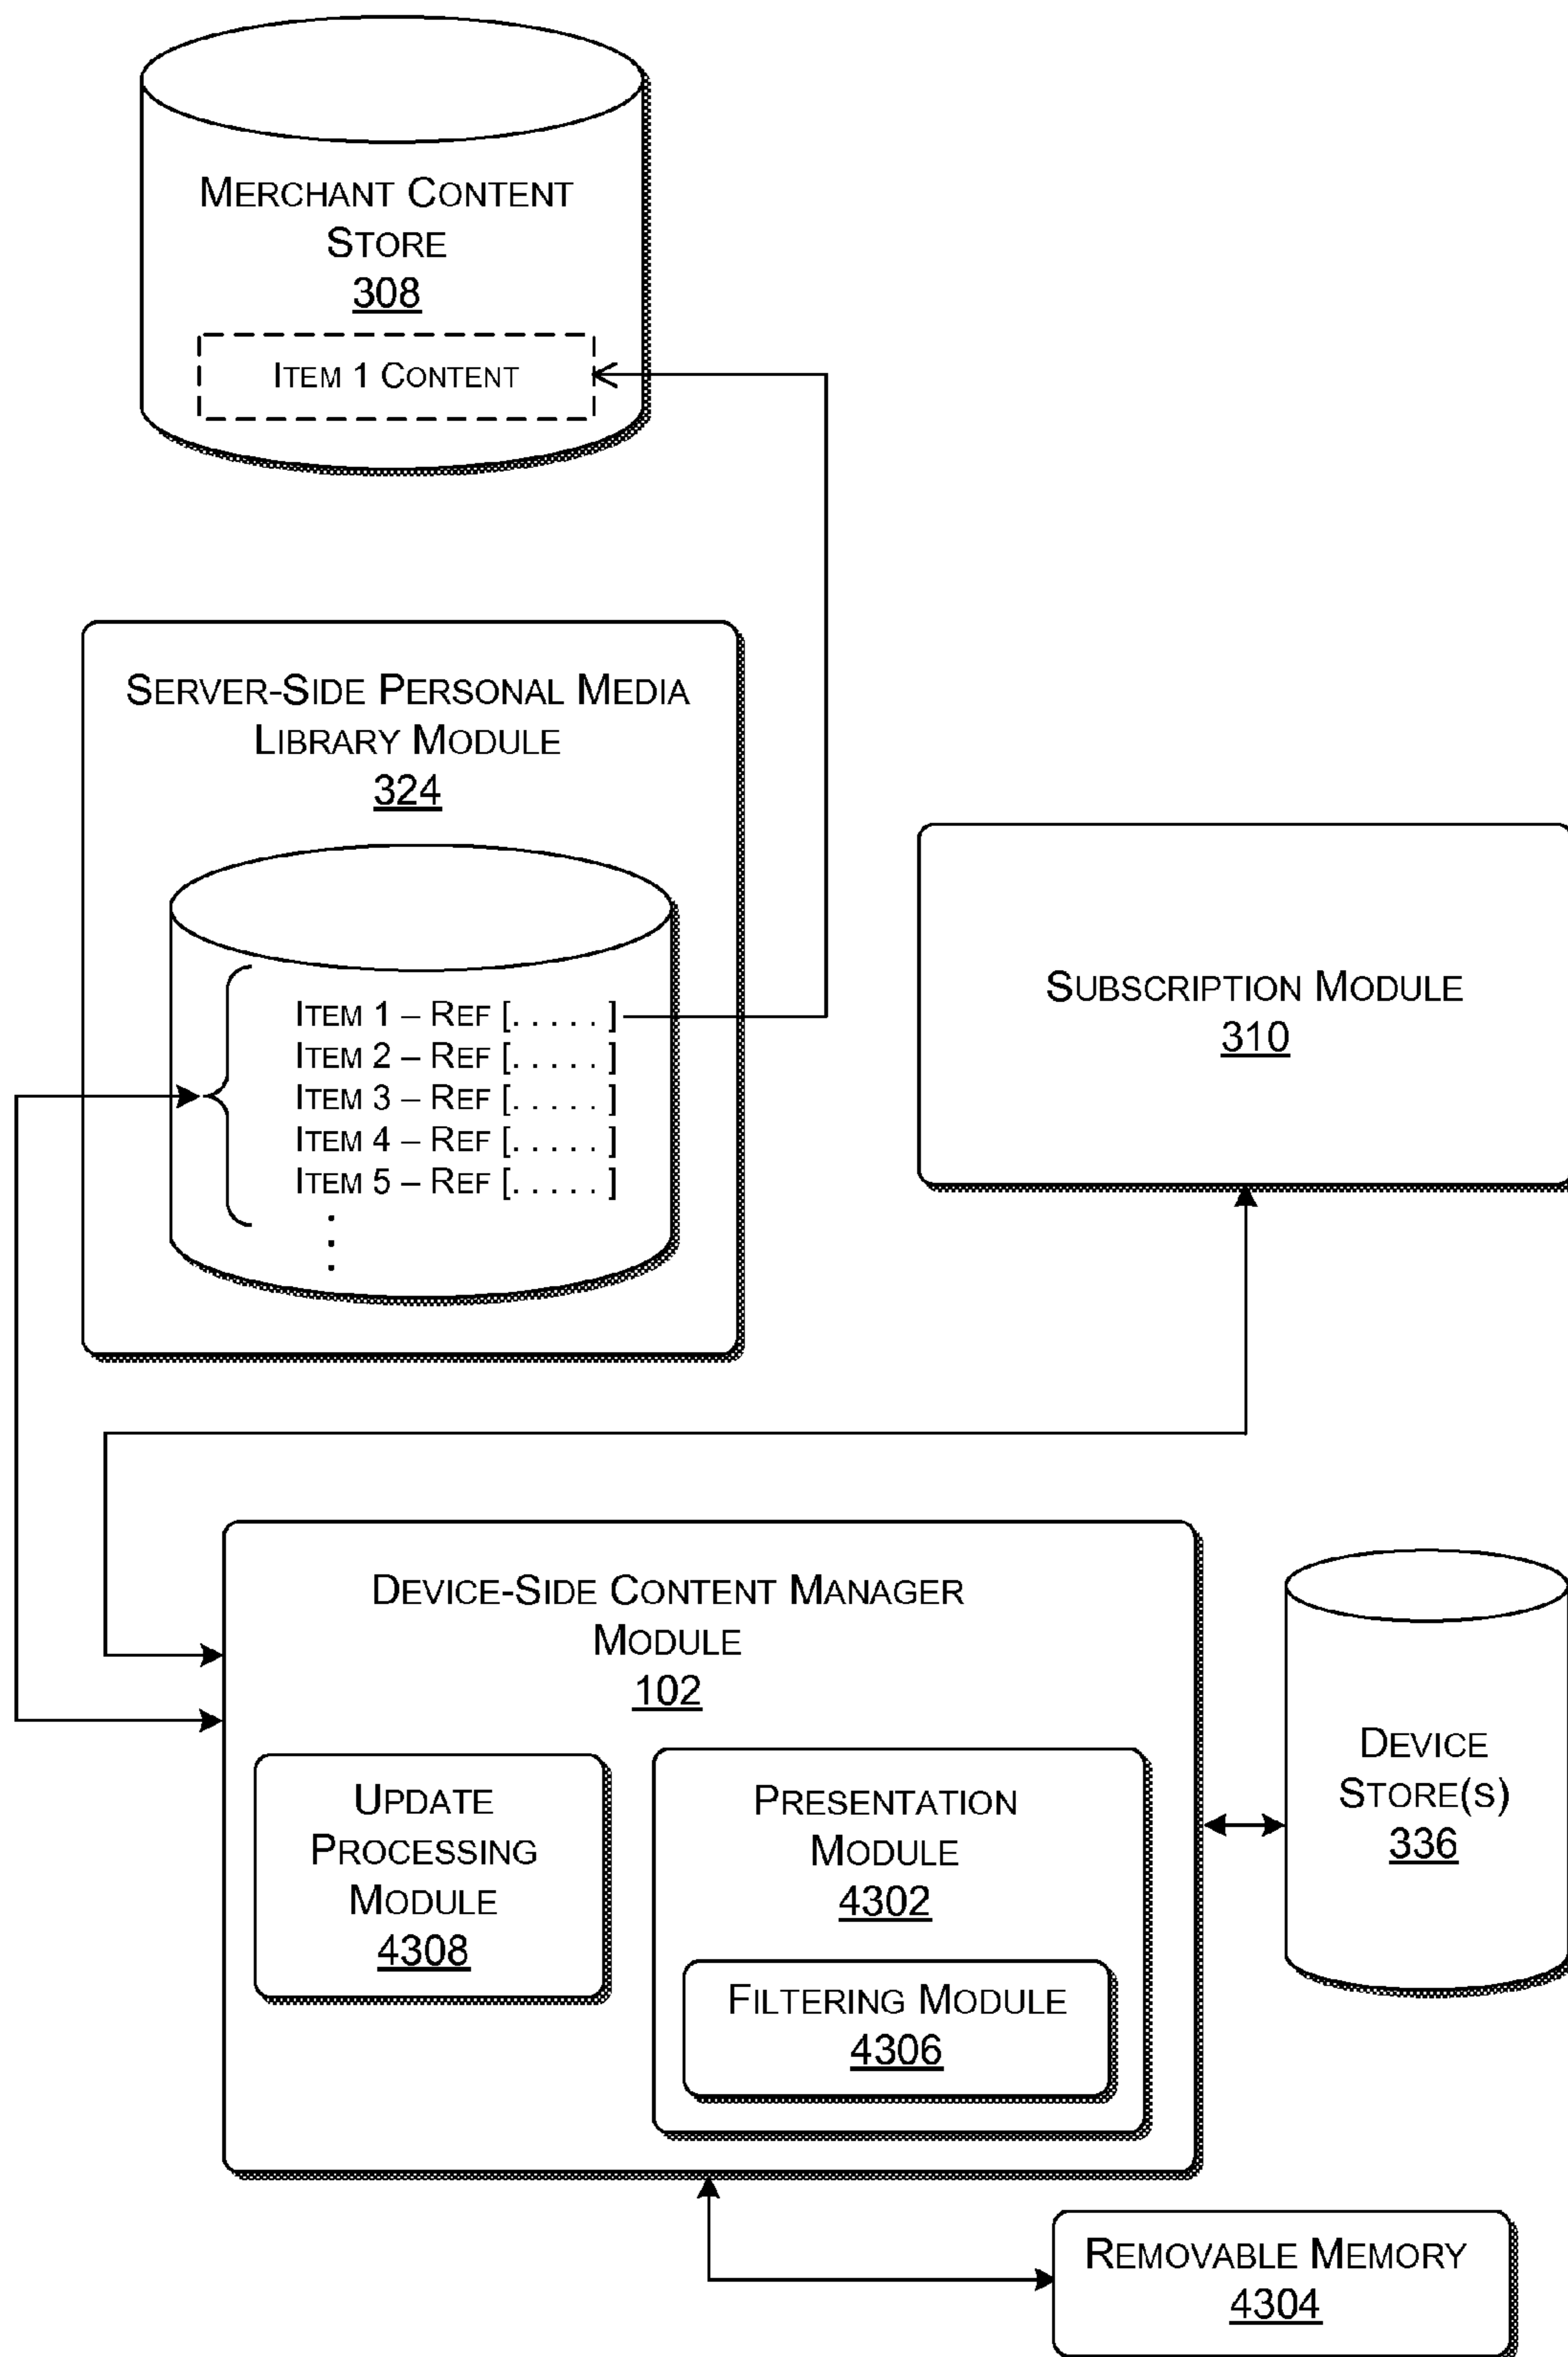 MERCHANT CONTENT
STORE
308
ITEM 1 CONTENT
SERVER-SIDE PERSONAL MEDIA
LIBRARY MODULE
324
ITEM 1 – REF [. . . . . ]
ITEM 2 – REF [. . . . . ]
ITEM 3 – REF [. . . . . ]
ITEM 4 – REF [. . . . . ]
ITEM 5 – REF [. . . . . ]
SUBSCRIPTION MODULE
310
DEVICE-SIDE CONTENT MANAGER
MODULE
102
UPDATE
PROCESSING
MODULE
4308
PRESENTATION
MODULE
4302
FILTERING MODULE
4306
DEVICE
STORE(S)
336
REMOVABLE MEMORY
4304